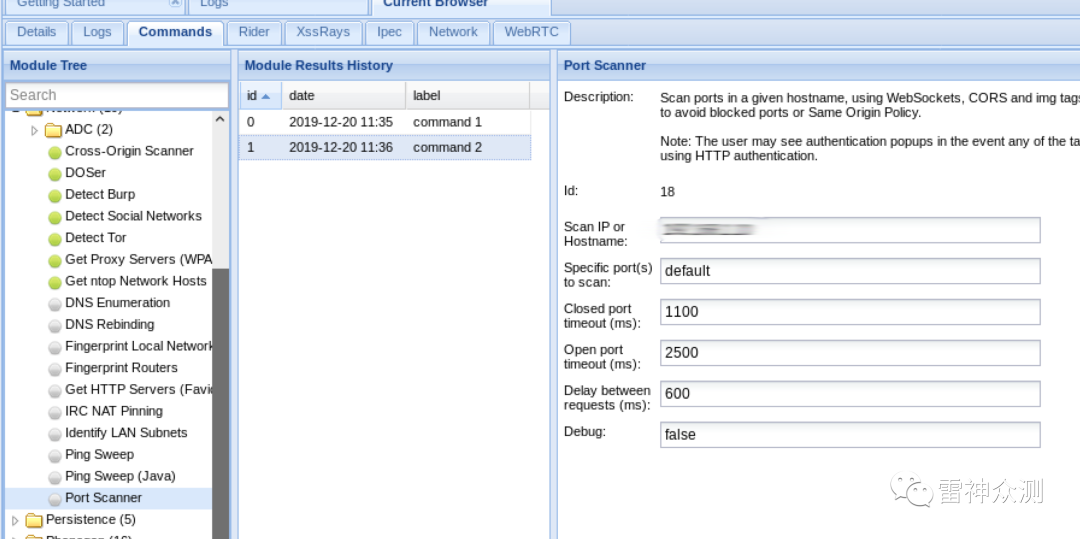 Getting Started
Logs
Current Browser
Details
Logs
Commands
Rider
XssRays
Ipec
Network
WebRTC
Module Tree
Search
ADC (2)
Cross-Origin Scanner
DOSer
Detect Burp
Detect Social Networks
Detect Tor
Get Proxy Servers (WPA
Get ntop Network Hosts
DNS Enumeration
DNS Rebinding
Fingerprint Local Network
Fingerprint Routers
Get HTTP Servers (Favic
IRC NAT Pinning
Identify LAN Subnets
Ping Sweep
Ping Sweep (Java)
Port Scanner
Persistence (5)
Module Results History
id date label
0 2019-12-20 11:35 command 1
1 2019-12-20 11:36 command 2
Port Scanner
Description: Scan ports in a given hostname, using WebSockets, CORS and img tags
to avoid blocked ports or Same Origin Policy.
Note: The user may see authentication popups in the event any of the ta
using HTTP authentication.
Id: 18
Scan IP or
Hostname:
Specific port(s)
to scan: default
Closed port
timeout (ms): 1100
Open port
timeout (ms): 2500
Delay between
requests (ms): 600
Debug: false
雷神众测